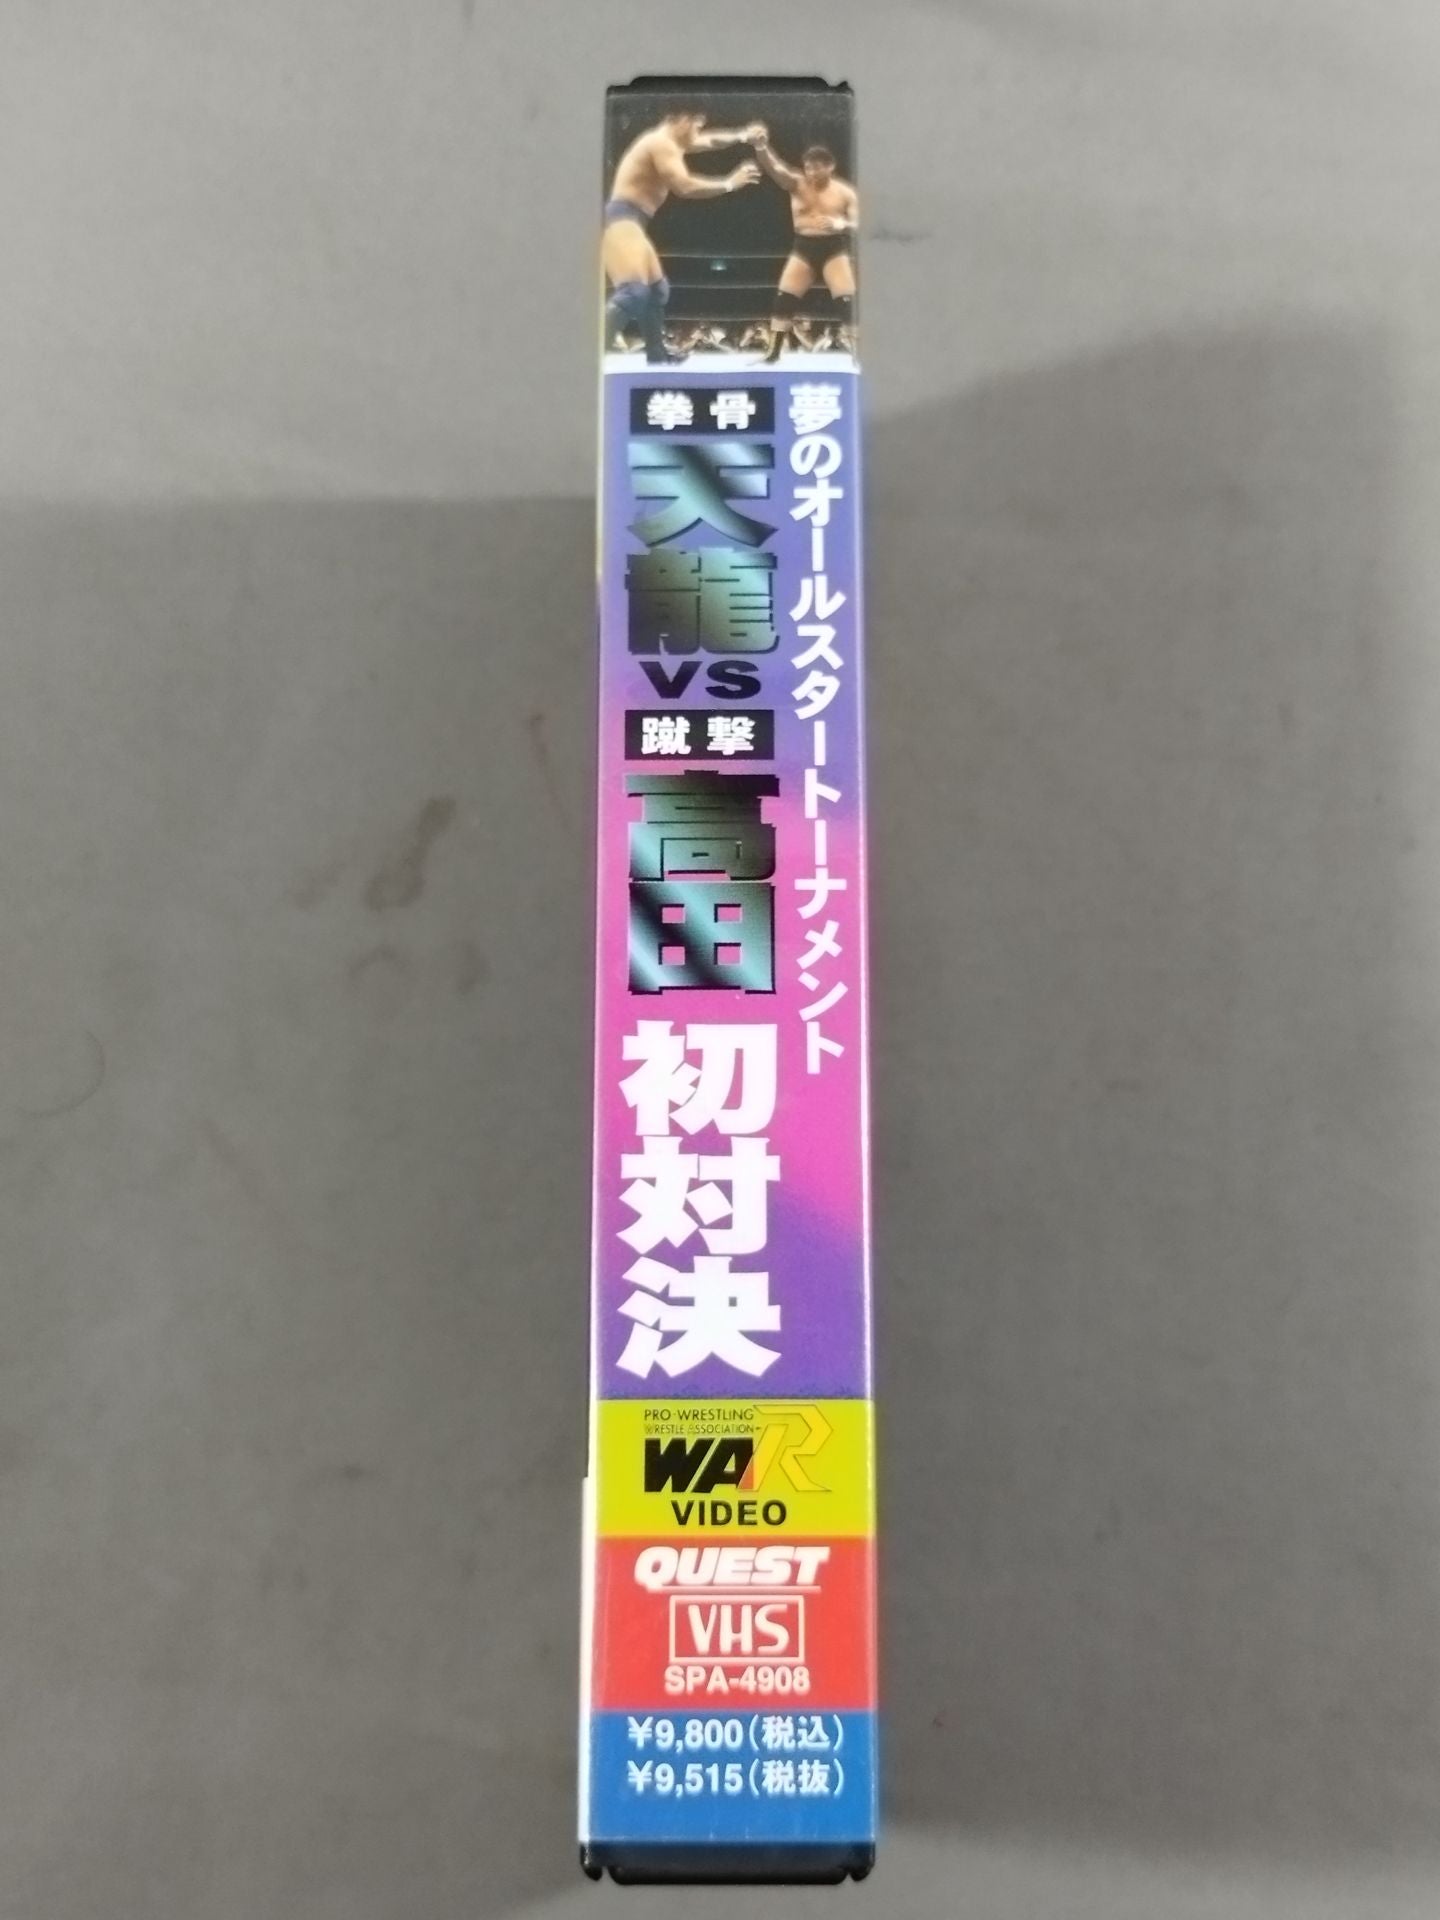 夢のオールスタートーナメント
拳骨
天龍
VS
蹴撃
高田
初対決
PRO-WRESTLING
WRESTLE ASSOCIATION-R
WAR
VIDEO
QUEST
VHS
SPA-4908
¥9,800(税込)
¥9,515(税抜)